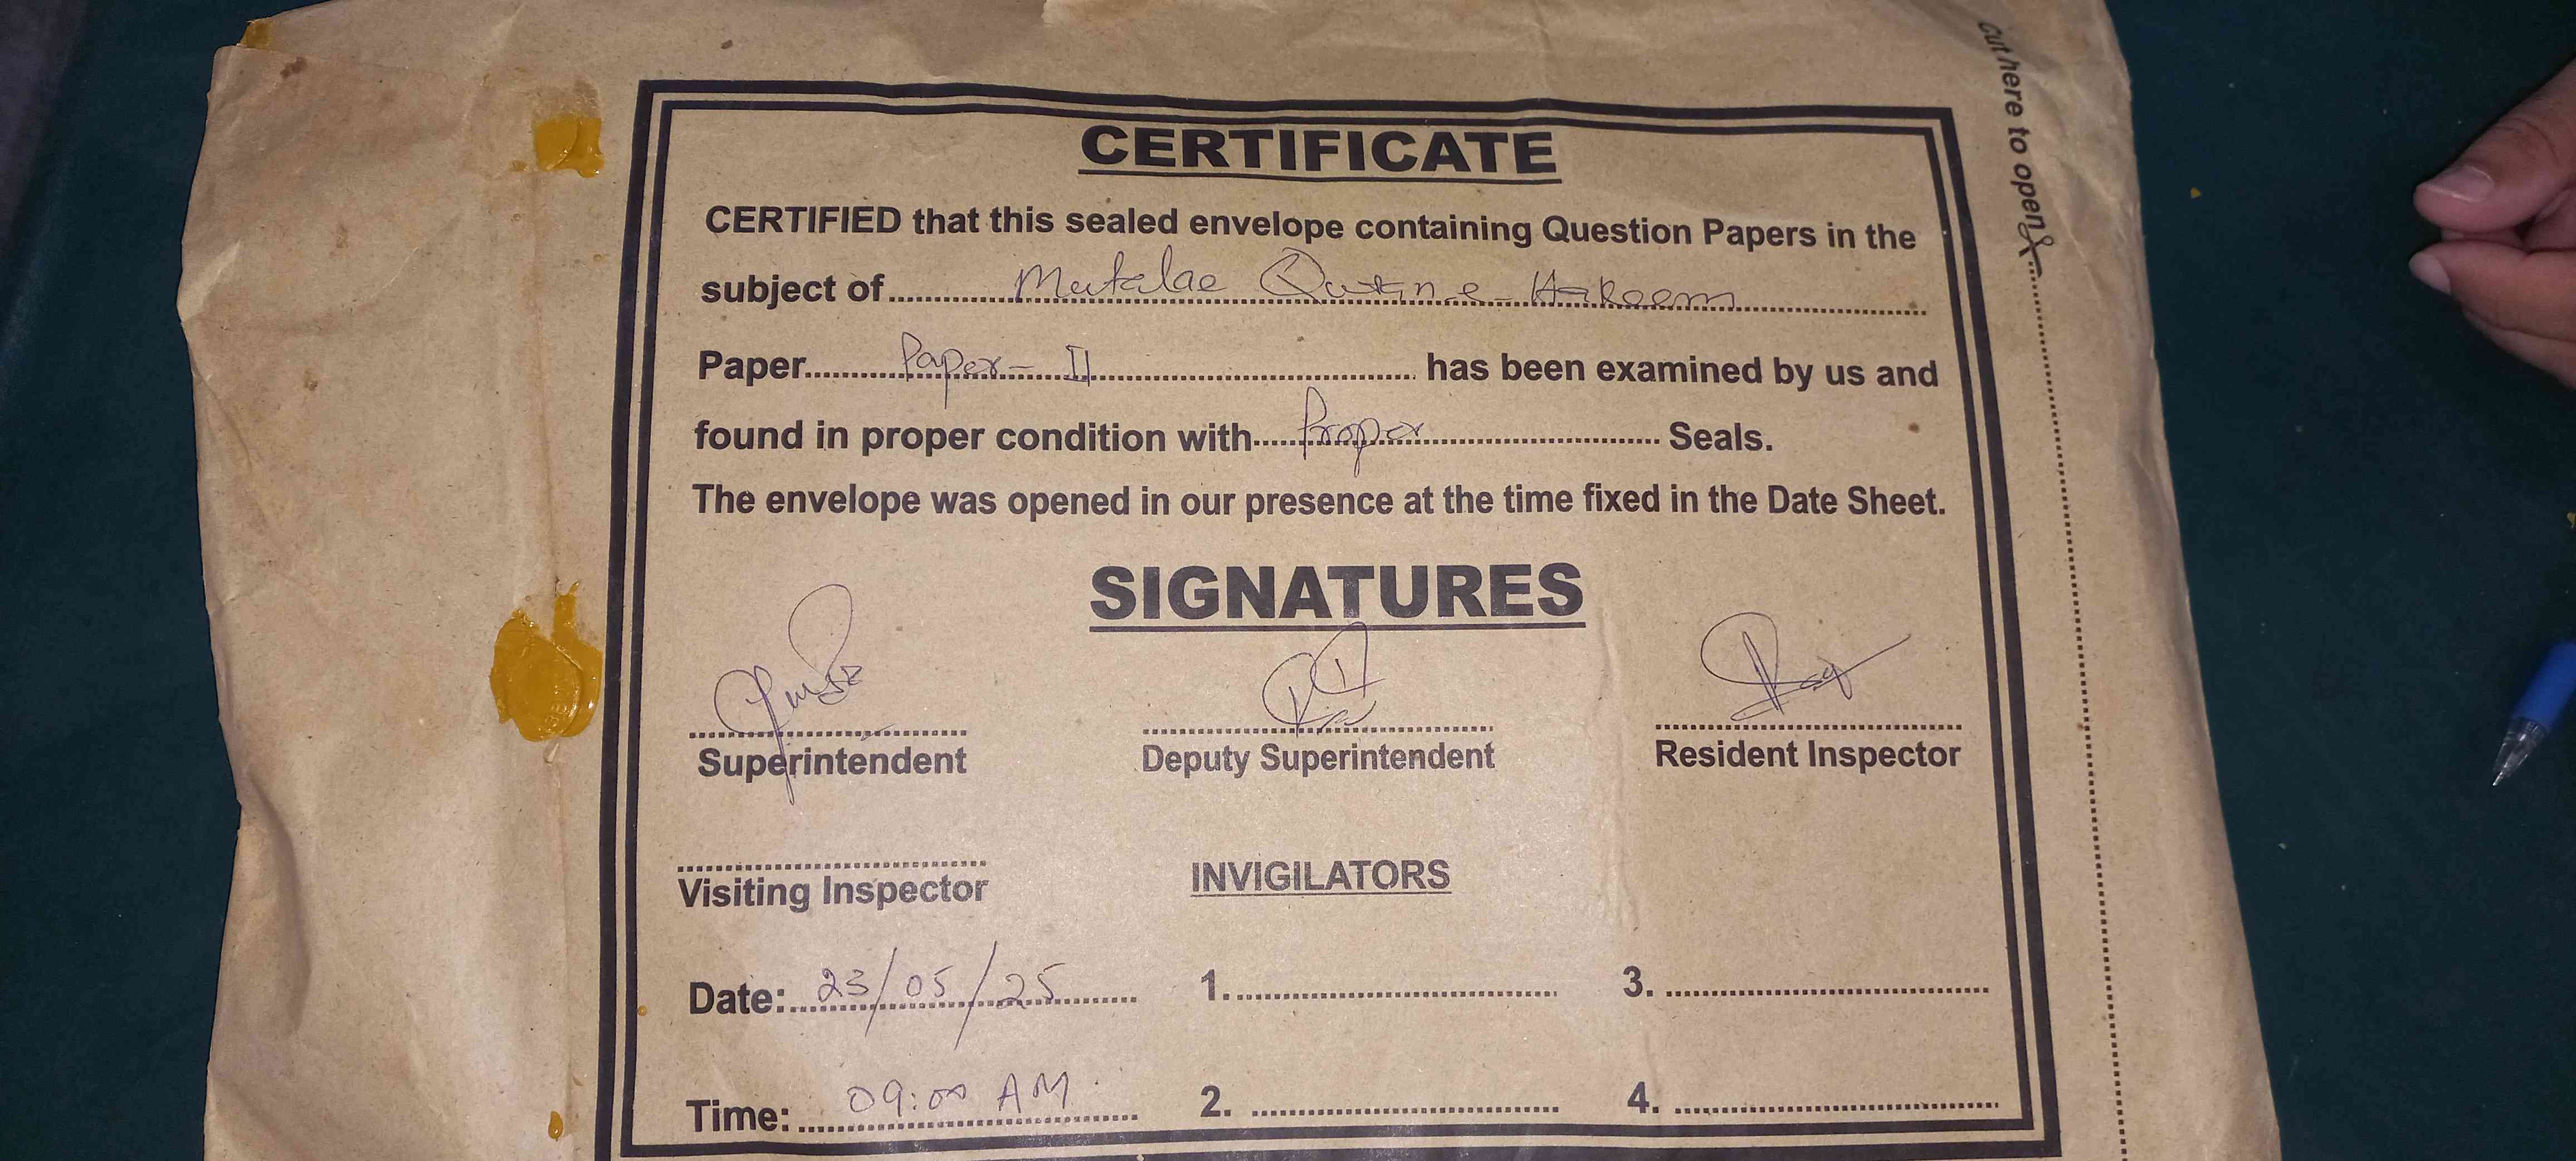 cut here to open
CERTIFICATE
CERTIFIED that this sealed envelope containing Question Papers in the
subject of Mutalae Quran-e-Hakeem
Paper Paper-II has been examined by us and
found in proper condition with Proper Seals.
The envelope was opened in our presence at the time fixed in the Date Sheet.
SIGNATURES
Superintendent Deputy Superintendent Resident Inspector
Visiting Inspector INVIGILATORS
Date: 23/05/25 1. 3.
Time: 09:00 AM 2. 4.